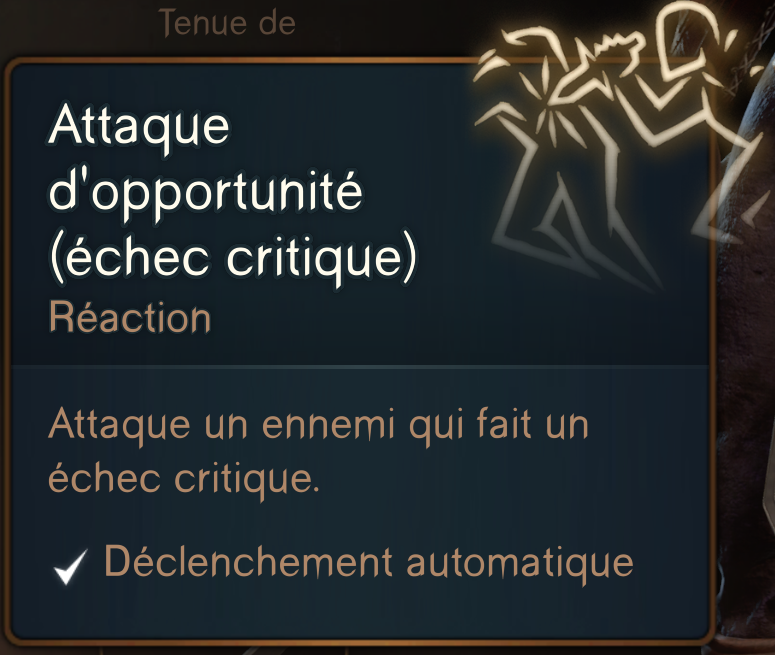 Tenue de
Attaque
d'opportunité
(échec critique)
Réaction
Attaque un ennemi qui fait un
échec critique.
Déclenchement automatique